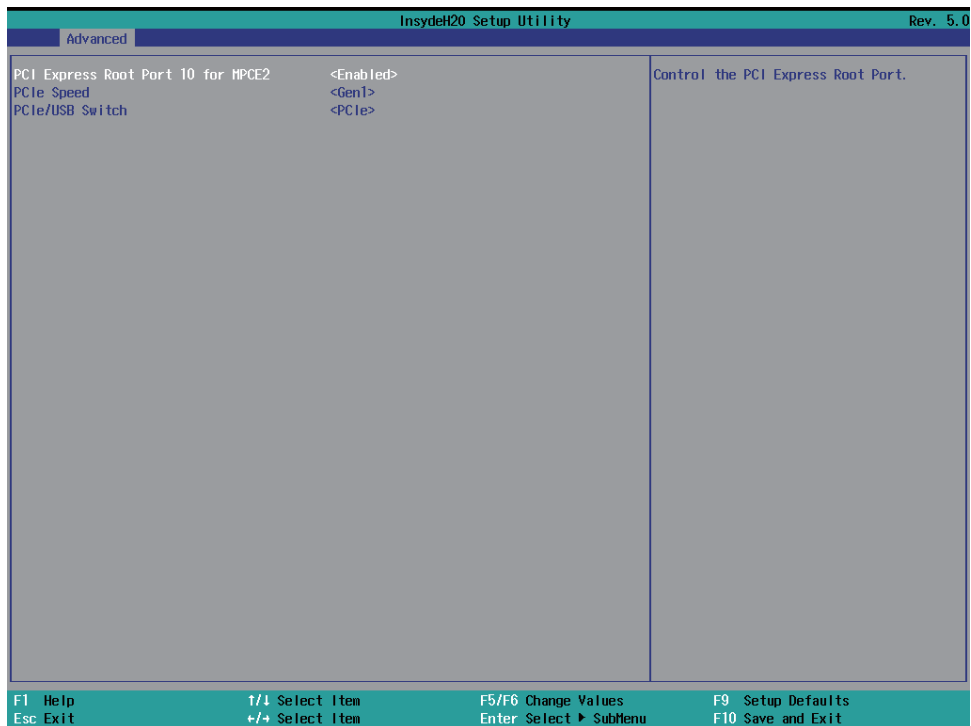 InsydeH20 Setup Utility Rev. 5.0
Advanced
PCI Express Root Port 10 for MPCE2 <Enabled> Control the PCI Express Root Port.
PCIe Speed <Gen1>
PCIe/USB Switch <PCIe>
F1 Help ↑/↓ Select Item F5/F6 Change Values F9 Setup Defaults
Esc Exit ←/→ Select Item Enter Select ▶ SubMenu F10 Save and Exit